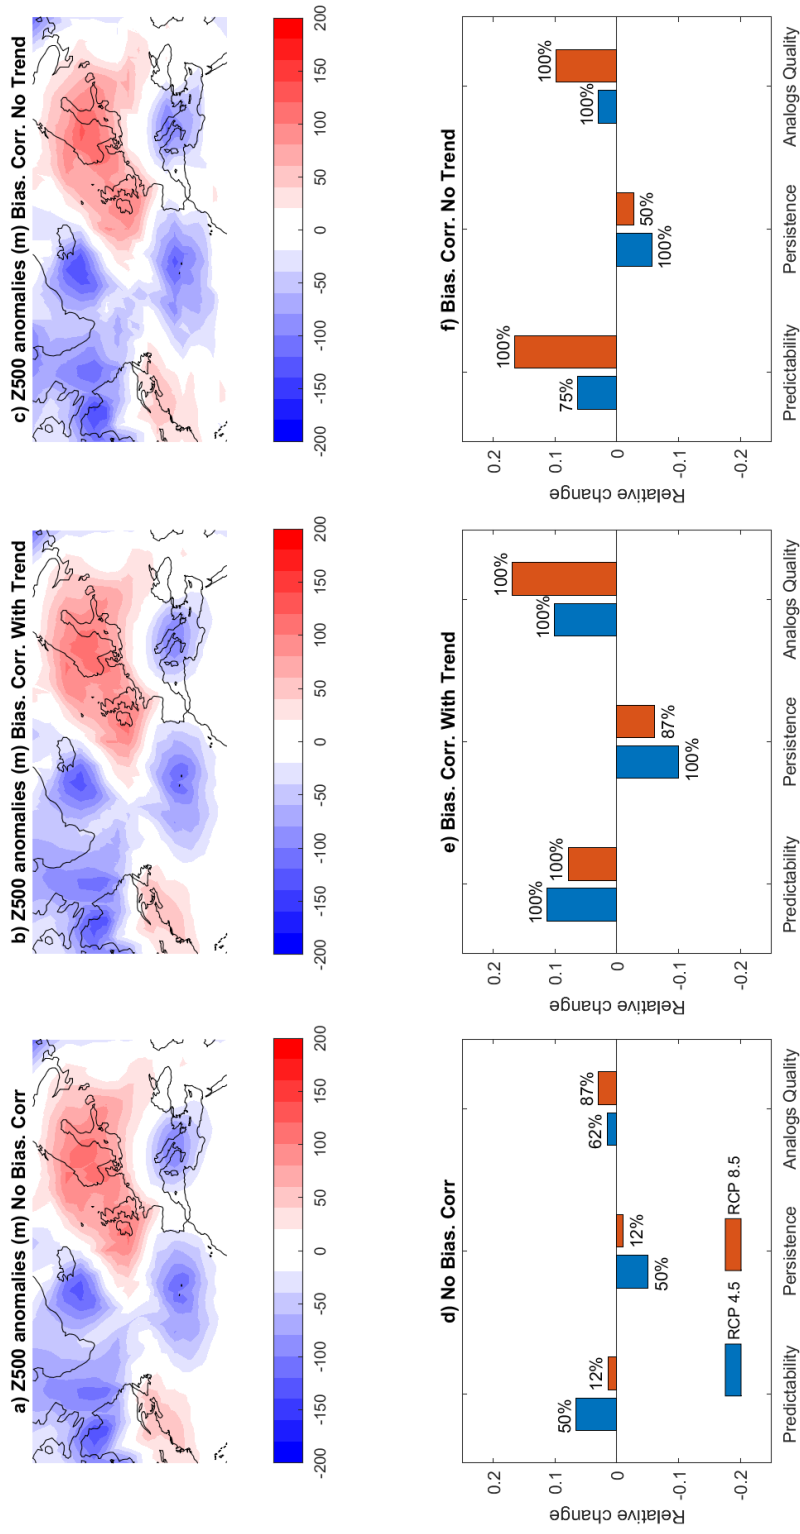 a) Z500 anomalies (m) No Bias. Corr
-200 -150 -100 -50 0 50 100 150 200
b) Z500 anomalies (m) Bias. Corr. With Trend
-200 -150 -100 -50 0 50 100 150 200
c) Z500 anomalies (m) Bias. Corr. No Trend
-200 -150 -100 -50 0 50 100 150 200
d) No Bias. Corr
Relative change
0.2
0.1
0
-0.1
-0.2
50% 12% 50% 12% 62% 87%
RCP 4.5 RCP 8.5
Predictability Persistence Analogs Quality
e) Bias. Corr. With Trend
Relative change
0.2
0.1
0
-0.1
-0.2
100% 100% 100% 87% 100% 100%
Predictability Persistence Analogs Quality
f) Bias. Corr. No Trend
Relative change
0.2
0.1
0
-0.1
-0.2
75% 100% 100% 50% 100% 100%
Predictability Persistence Analogs Quality